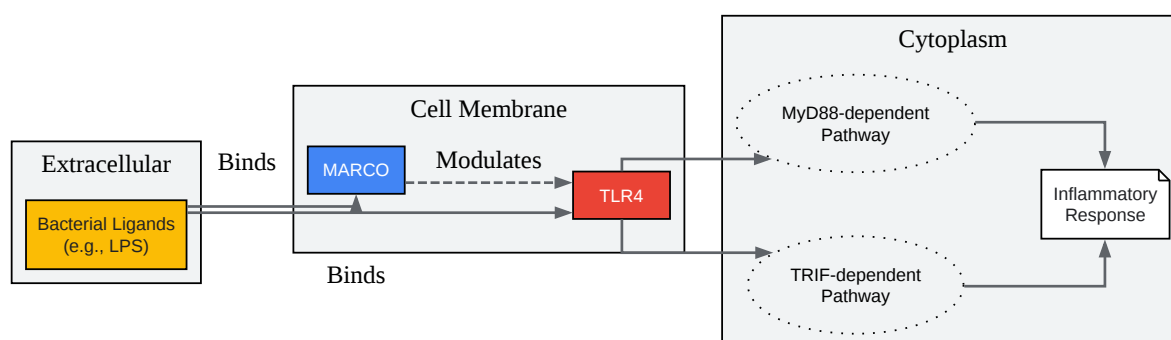 Extracellular
Bacterial Ligands
(e.g., LPS)
Binds
Binds
Cell Membrane
MARCO
Modulates
TLR4
Cytoplasm
MyD88-dependent
Pathway
TRIF-dependent
Pathway
Inflammatory
Response